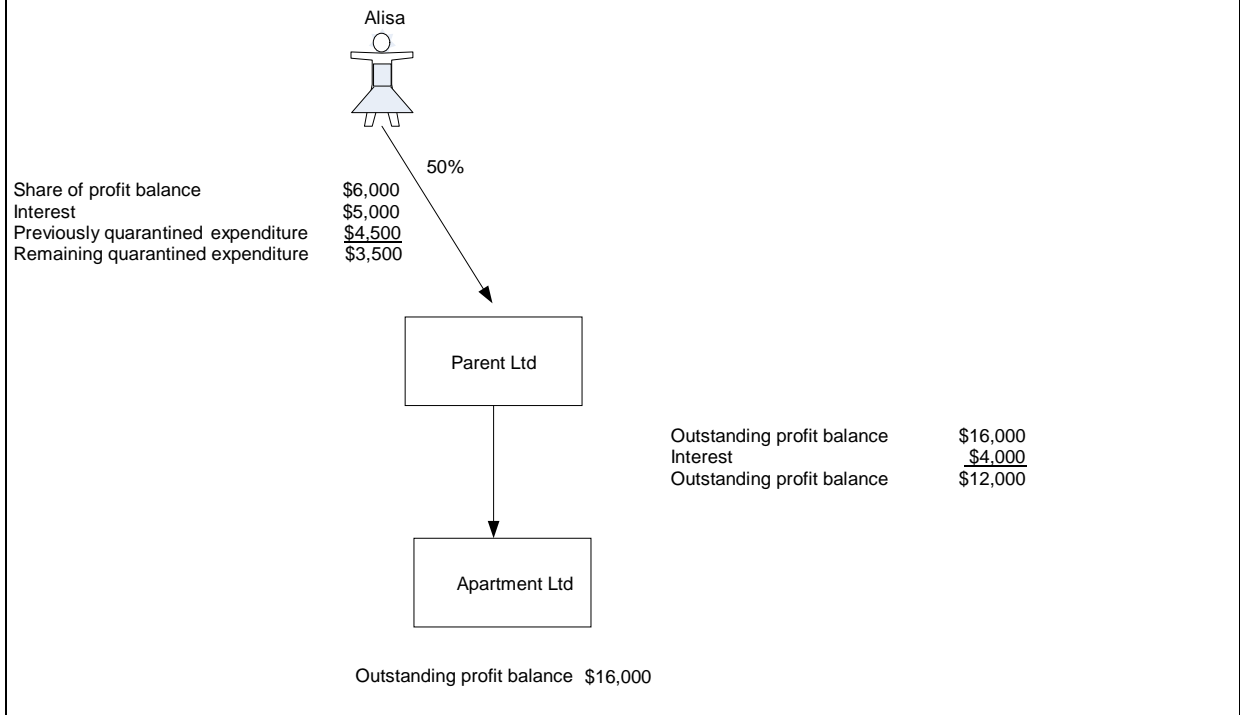 Alisa
50%
Share of profit balance $6,000
Interest $5,000
Previously quarantined expenditure $4,500
Remaining quarantined expenditure $3,500
Parent Ltd
Outstanding profit balance $16,000
Interest $4,000
Outstanding profit balance $12,000
Apartment Ltd
Outstanding profit balance $16,000